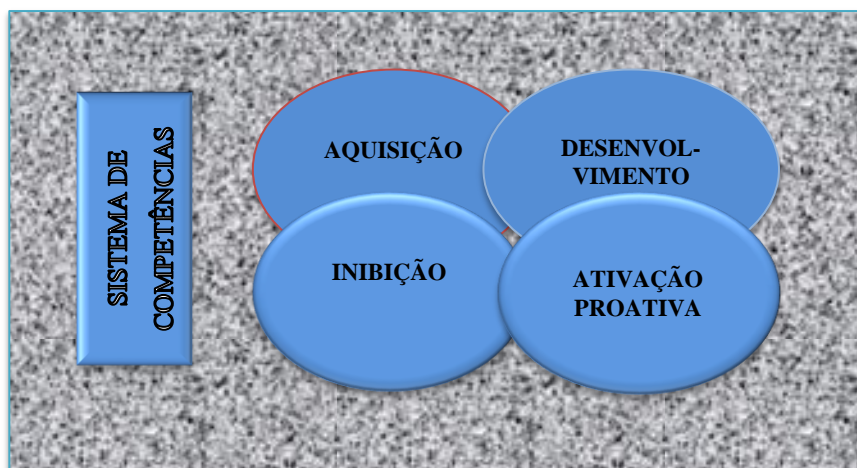 SISTEMA DE
COMPETÊNCIAS
AQUISIÇÃO
DESENVOL-
VIMENTO
INIBIÇÃO
ATIVAÇÃO
PROATIVA